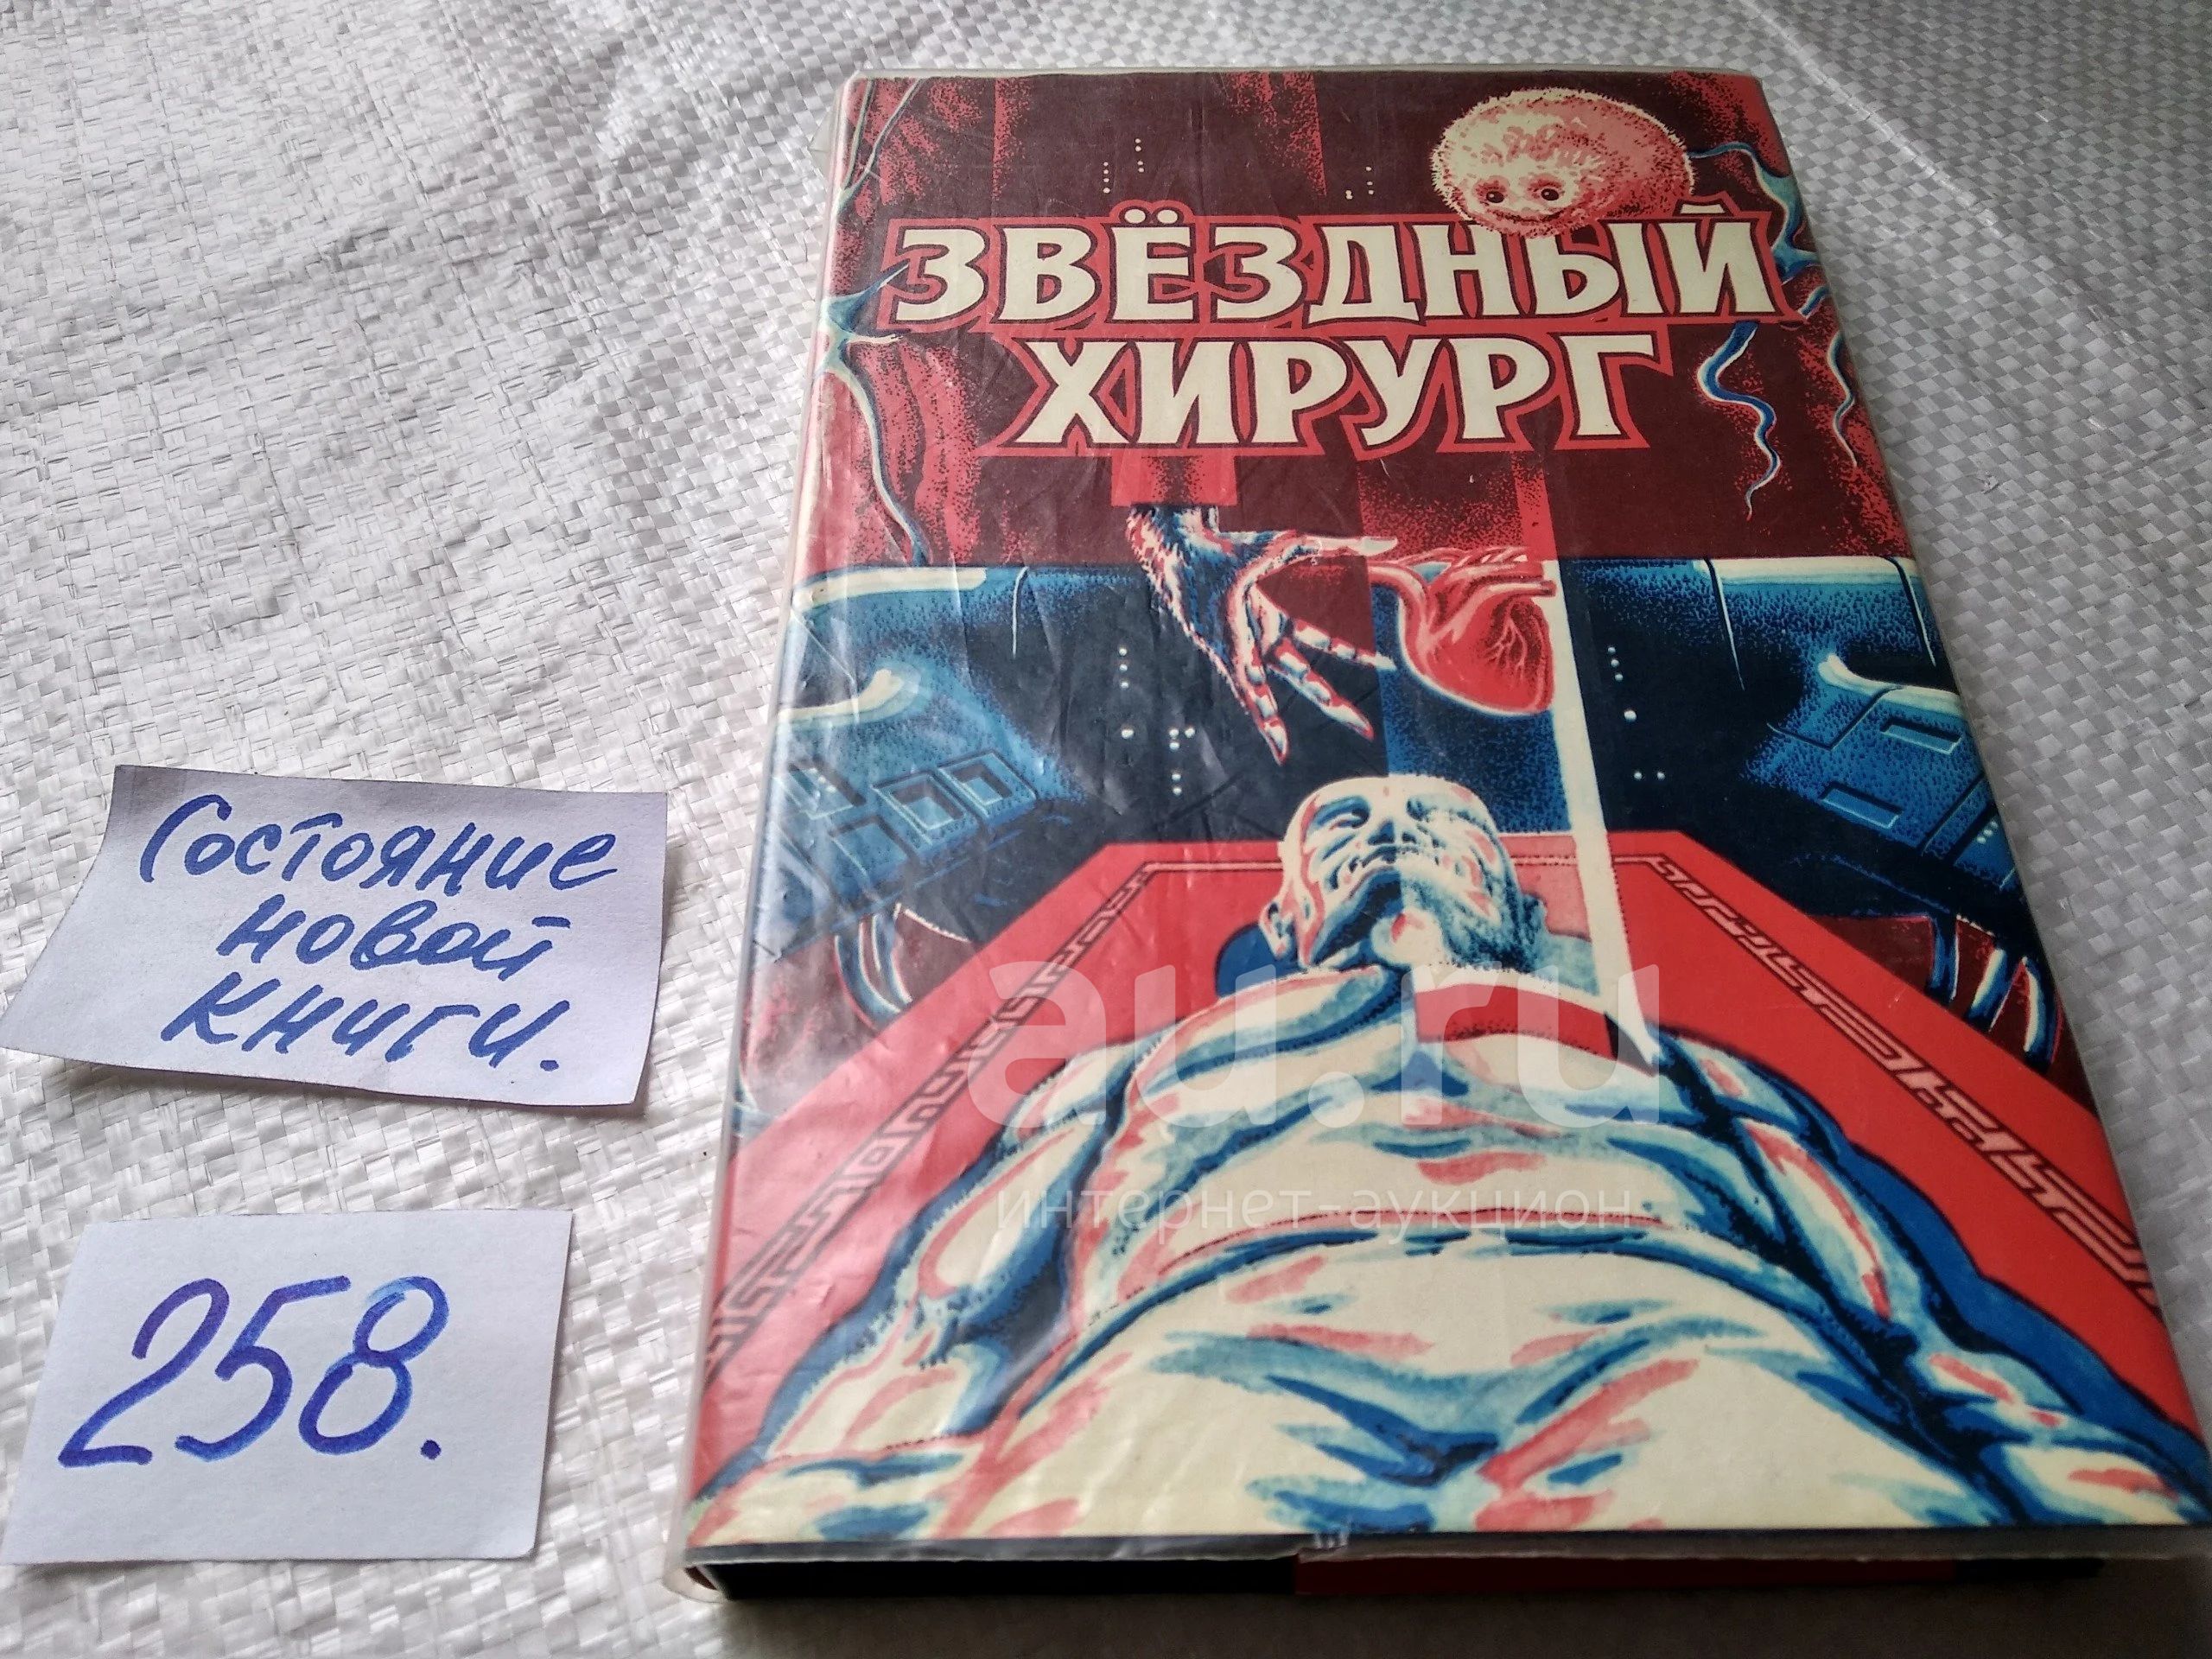 ЗВЁЗДНЫЙ
ХИРУРГ
Состояние
новой
книги.
258.
au.ru
интернет-аукцион